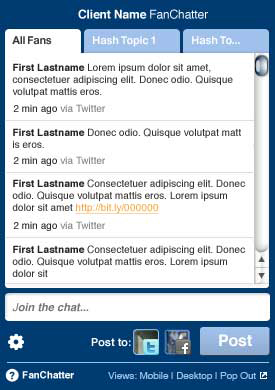 Client Name FanChatter
All Fans Hash Topic 1 Hash To...
First Lastname Lorem ipsum dolor sit amet,
consectetuer adipiscing elit. Donec odio. Quisque
volutpat mattis eros.
2 min ago via Twitter
First Lastname Donec odio. Quisque volutpat matt
is eros.
2 min ago via Twitter
First Lastname Consectetuer adipiscing elit. Donec
odio. Quisque volutpat mattis eros. Lorem ipsum
dolor sit amet http://bit.ly/000000
2 min ago via Twitter
First Lastname Consectetuer adipiscing elit. Donec
odio. Quisque volutpat mattis eros. Lorem ipsum
dolor sit
Join the chat...
Post to: t f Post
? FanChatter Views: Mobile | Desktop | Pop Out